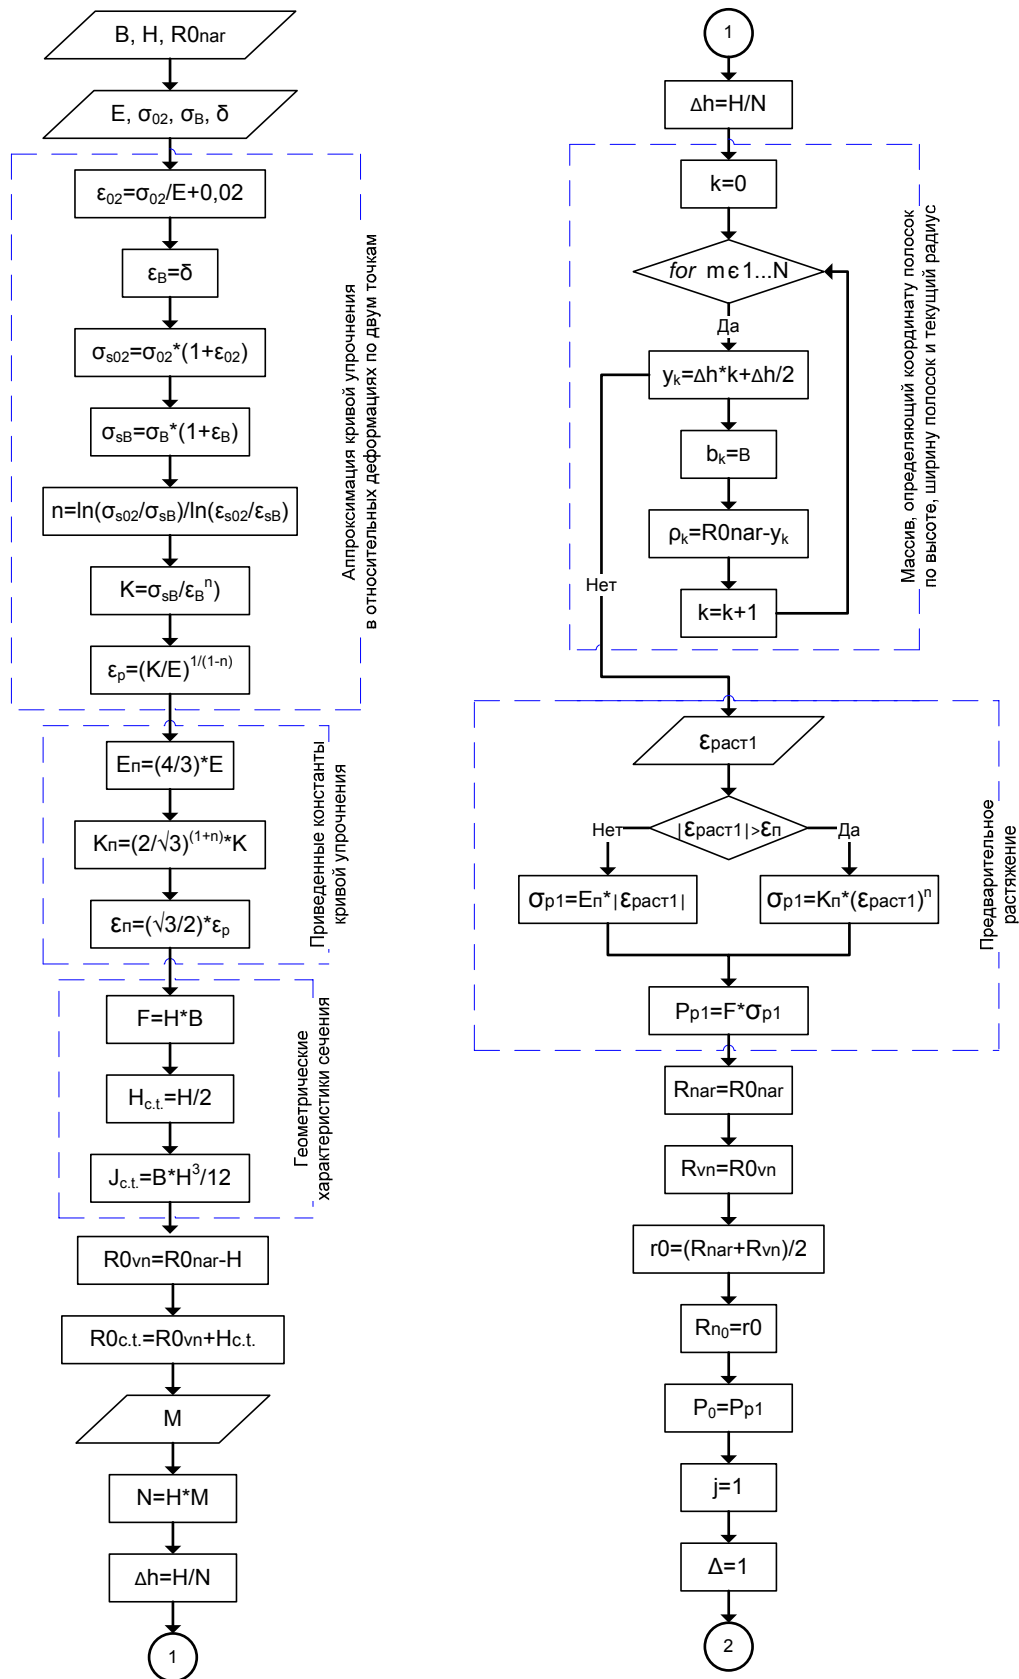 B, H, R0nar
E, σ02, σB, δ
ε02=σ02/E+0,02
εB=δ
σs02=σ02*(1+ε02)
σsB=σB*(1+εB)
n=ln(σs02/σsB)/ln(εs02/εsB)
K=σsB/εB^n)
εp=(K/E)^1/(1-n)
Аппроксимация кривой упрочнения
в относительных деформациях по двум точкам
Eп=(4/3)*E
Kп=(2/√3)^(1+n)*K
εп=(√3/2)*εp
Приведенные константы
кривой упрочнения
F=H*B
Hc.t.=H/2
Jc.t.=B*H^3/12
Геометрические
характеристики сечения
R0vn=R0nar-H
R0c.t.=R0vn+Hc.t.
M
N=H*M
Δh=H/N
1
1
Δh=H/N
k=0
for mє1...N
Да
yk=Δh*k+Δh/2
bk=B
ρk=R0nar-yk
k=k+1
Нет
Массив, определяющий координату полосок
по высоте, ширину полосок и текущий радиус
εраст1
|εраст1|>εп
Нет
Да
σp1=Eп*|εраст1|
σp1=Kп*(εраст1)^n
Pp1=F*σp1
Предварительное
растяжение
Rnar=R0nar
Rvn=R0vn
r0=(Rnar+Rvn)/2
Rn0=r0
P0=Pp1
j=1
Δ=1
2